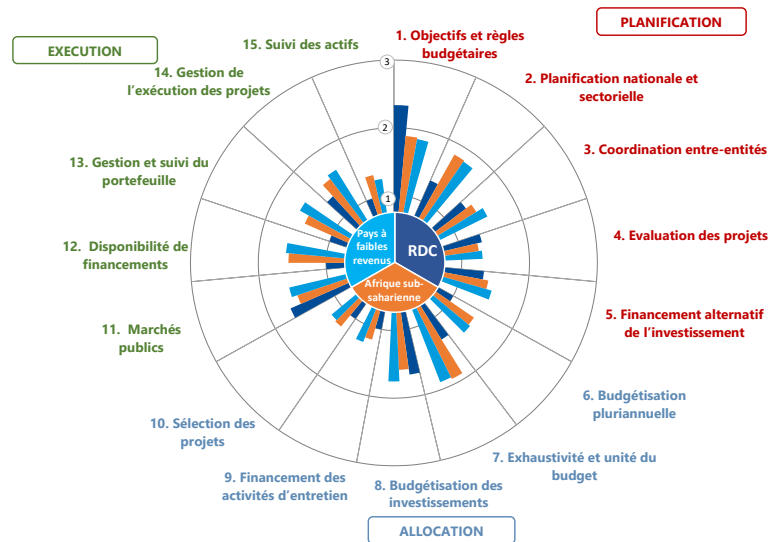 EXECUTION
PLANIFICATION
ALLOCATION
1. Objectifs et règles
budgétaires
2. Planification nationale et
sectorielle
3. Coordination entre-entités
4. Evaluation des projets
5. Financement alternatif
de l'investissement
6. Budgétisation
pluriannuelle
7. Exhaustivité et unité du
budget
8. Budgétisation des
investissements
9. Financement des
activités d'entretien
10. Sélection des
projets
11. Marchés
publics
12. Disponibilité de
financements
13. Gestion et suivi du
portefeuille
14. Gestion de
l'exécution des projets
15. Suivi des actifs
3
2
1
Pays à
faibles
revenus
RDC
Afrique sub-
saharienne